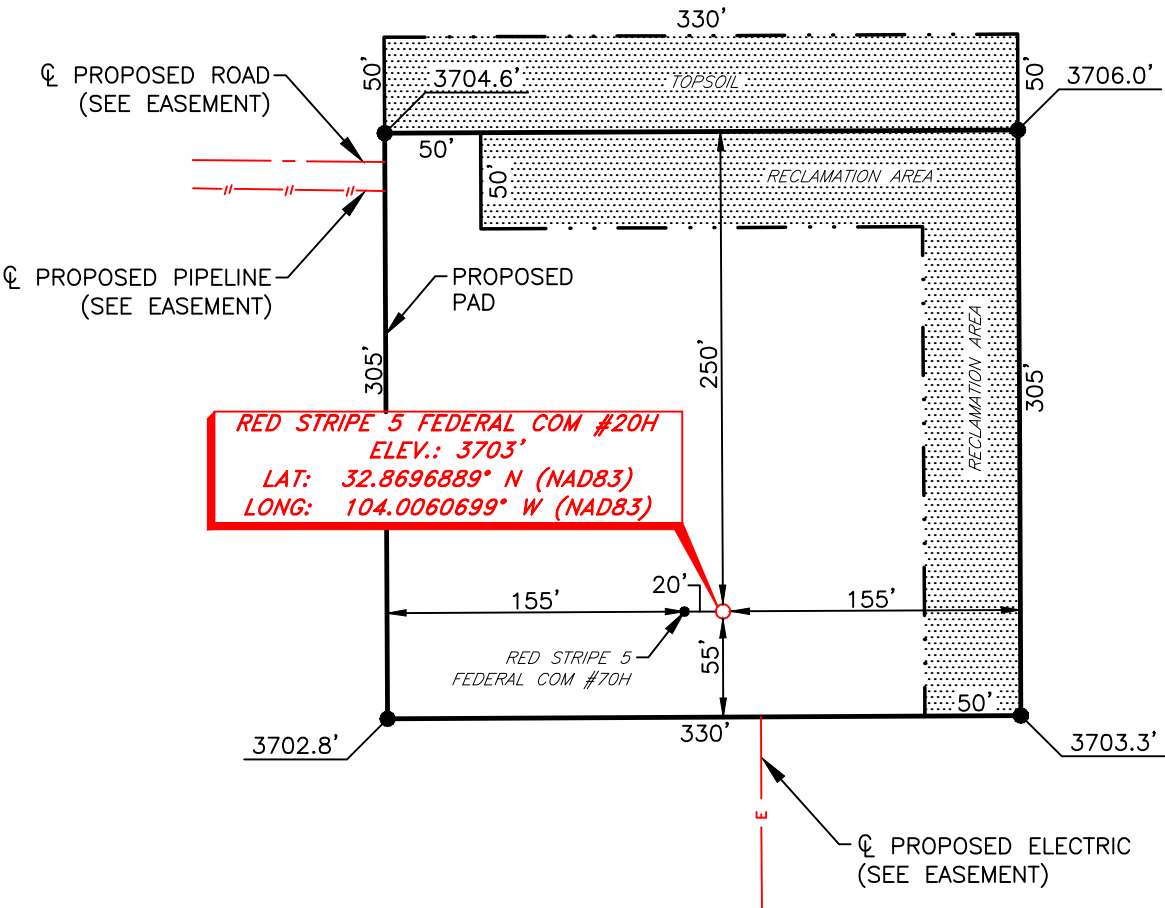 330'
℄ PROPOSED ROAD
(SEE EASEMENT)
50'
3704.6'
TOPSOIL
50'
3706.0'
50'
50'
RECLAMATION AREA
℄ PROPOSED PIPELINE
(SEE EASEMENT)
PROPOSED
PAD
305'
250'
RECLAMATION AREA
305'
RED STRIPE 5 FEDERAL COM #20H
ELEV.: 3703'
LAT: 32.8696889° N (NAD83)
LONG: 104.0060699° W (NAD83)
155'
20'
155'
RED STRIPE 5
FEDERAL COM #70H
55'
50'
3702.8'
330'
3703.3'
E
℄ PROPOSED ELECTRIC
(SEE EASEMENT)